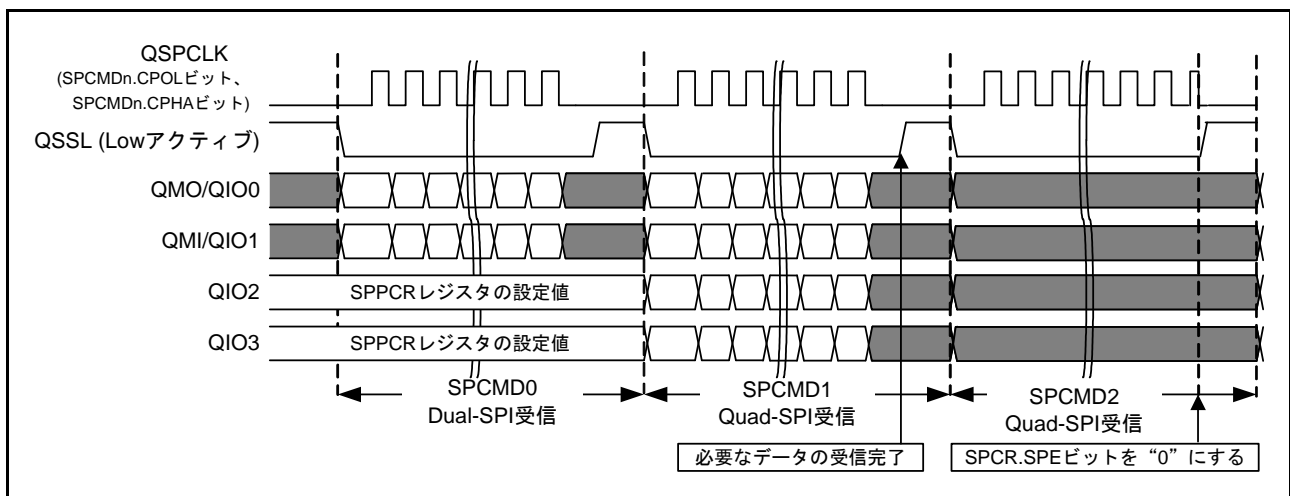 QSPCLK
(SPCMDn.CPOLビット、
SPCMDn.CPHAビット)
QSSL (Lowアクティブ)
QMO/QIO0
QMI/QIO1
QIO2
SPPCRレジスタの設定値
QIO3
SPPCRレジスタの設定値
SPCMD0
Dual-SPI受信
SPCMD1
Quad-SPI受信
SPCMD2
Quad-SPI受信
必要なデータの受信完了
SPCR.SPEビットを“0”にする